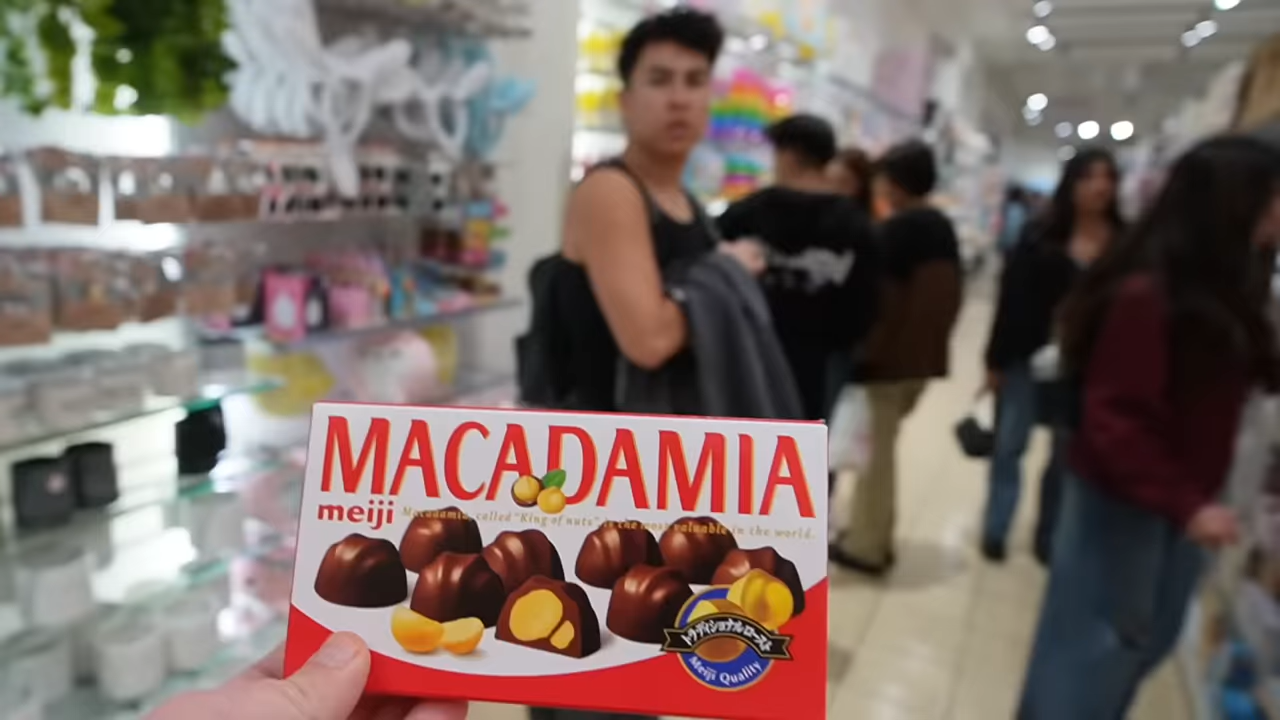 MACADAMIA
meiji
Macadamia, called "King of nuts" is the most valuable in the world.
トラディショナルロースト
Meiji Quality